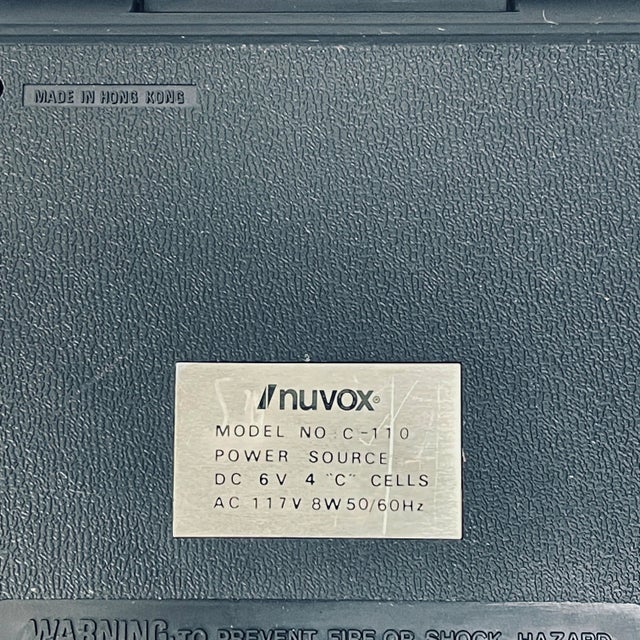 MADE IN HONG KONG
nuvox®
MODEL NO. C-110
POWER SOURCE
DC 6V 4 "C" CELLS
AC 117V 8W 50/60Hz
WARNING: TO PREVENT FIRE OR SHOCK HAZARD